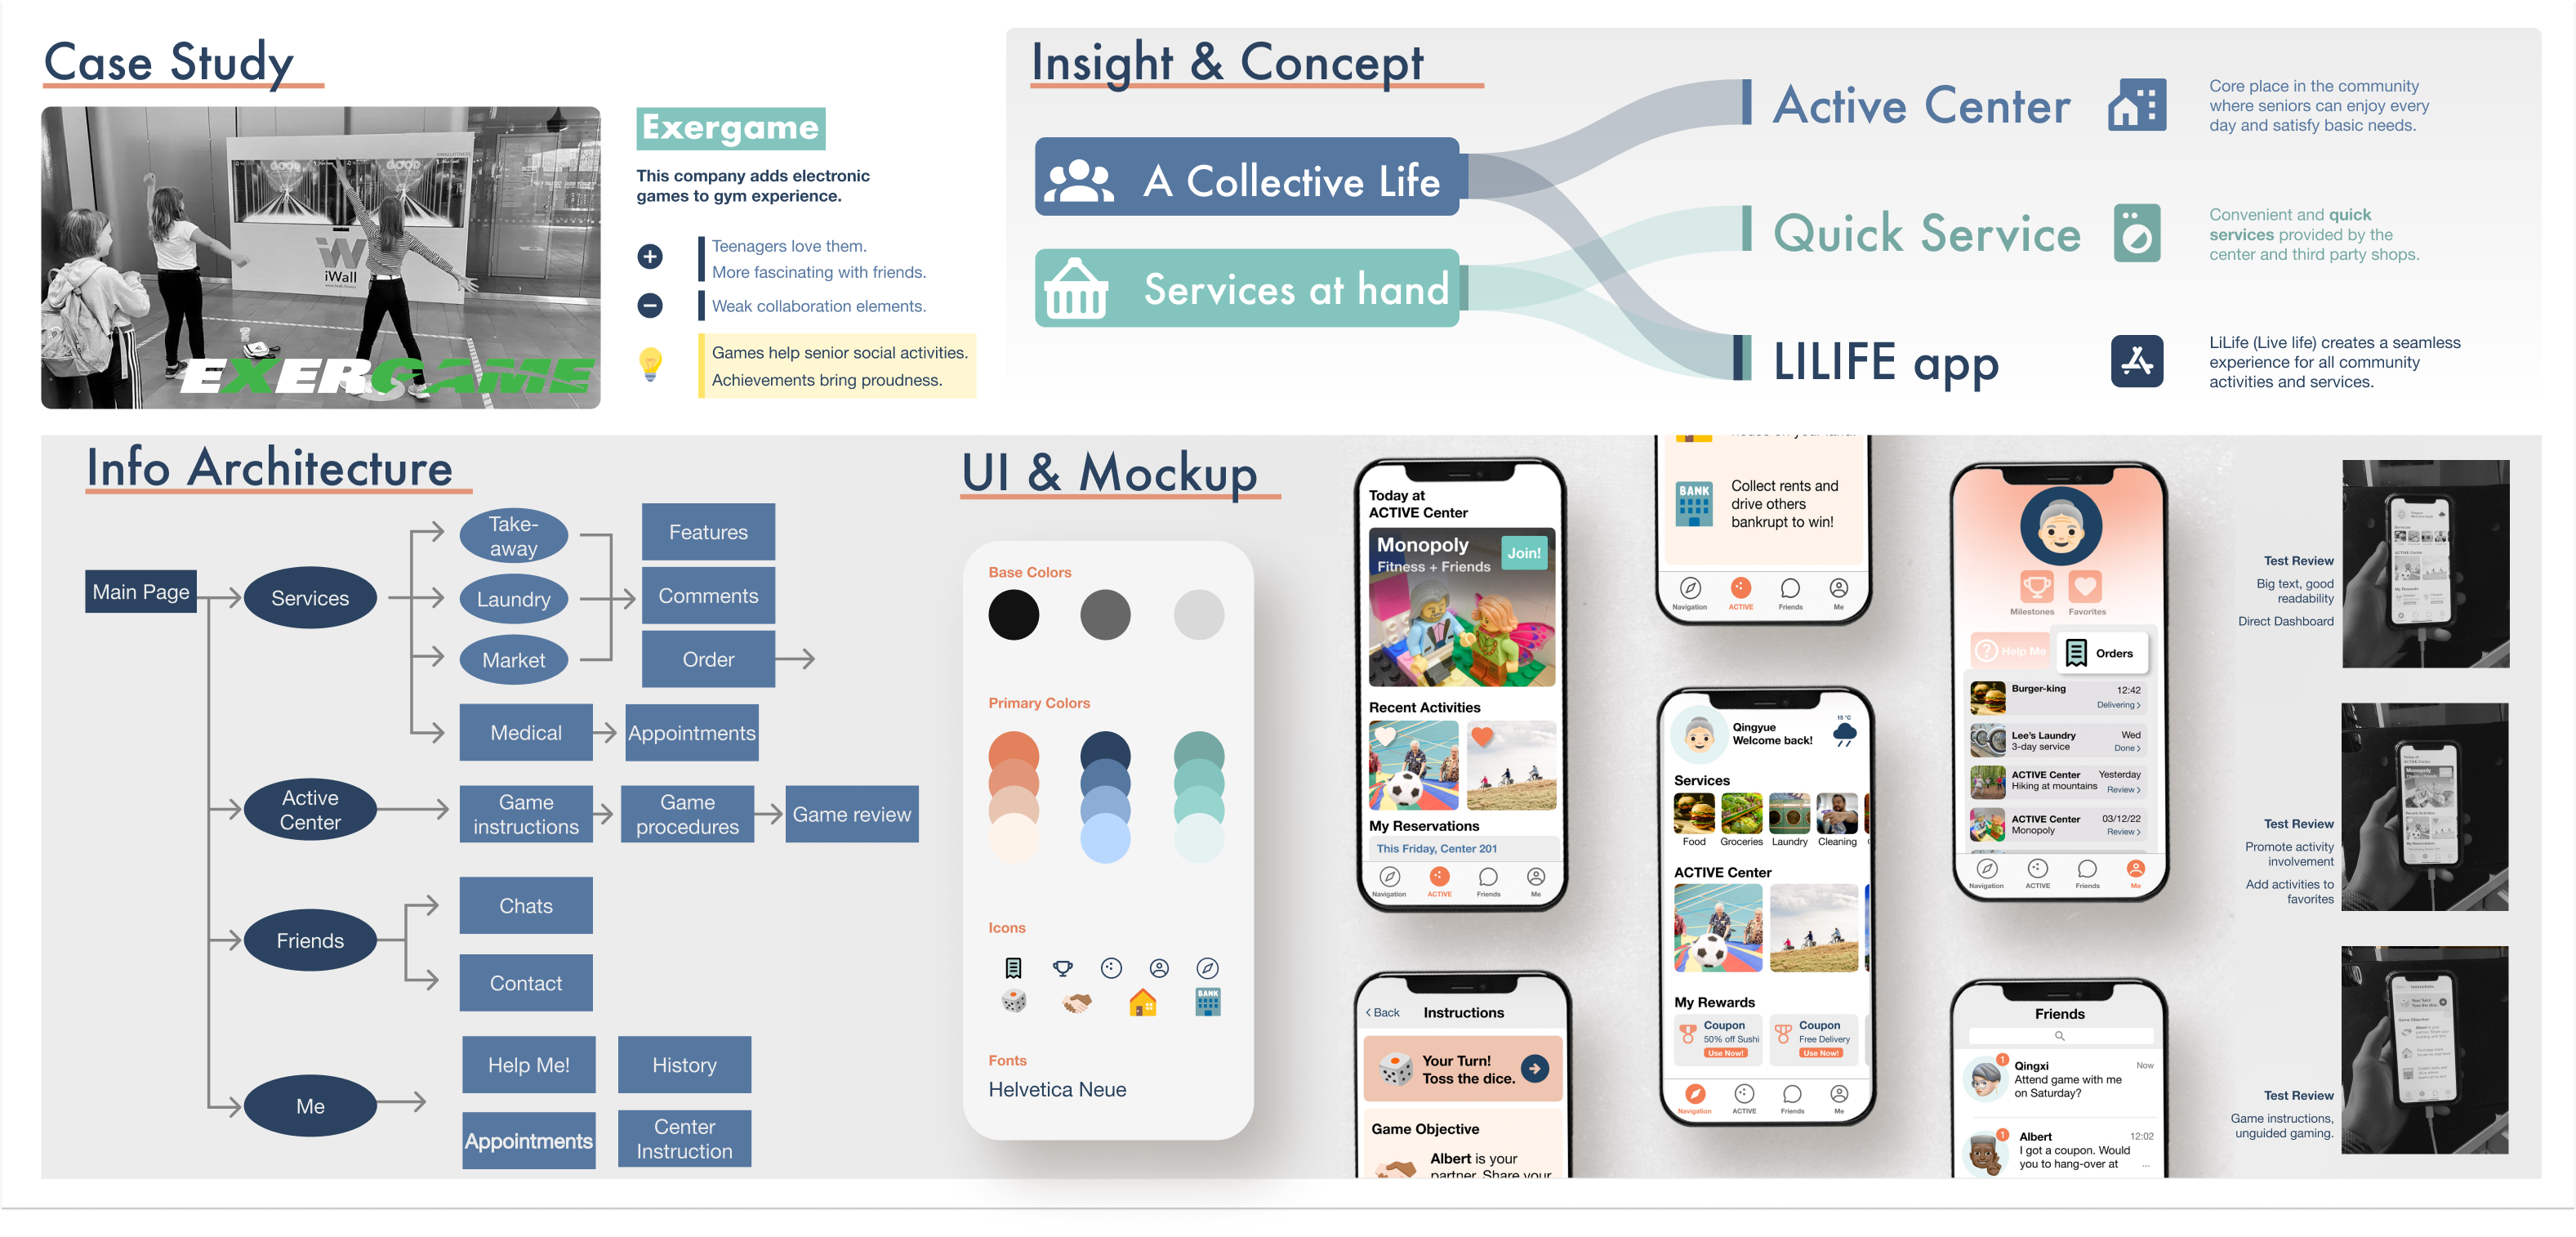 Case Study
doob
doob
iWALLFITNESS
iW
iWall
EXERGAME
Exergame
This company adds electronic
games to gym experience.
Teenagers love them.
More fascinating with friends.
Weak collaboration elements.
Games help senior social activities.
Achievements bring proudness.
Insight & Concept
A Collective Life
Services at hand
Active Center
Core place in the community
where seniors can enjoy every
day and satisfy basic needs.
Quick Service
Convenient and quick
services provided by the
center and third party shops.
LILIFE app
LiLife (Live life) creates a seamless
experience for all community
activities and services.
Info Architecture
Main Page
Services
Take-
away
Laundry
Market
Features
Comments
Order
Medical
Appointments
Active
Center
Game
instructions
Game
procedures
Game review
Friends
Chats
Contact
Me
Help Me!
History
Appointments
Center
Instruction
UI & Mockup
Base Colors
Primary Colors
Icons
BANK
Fonts
Helvetica Neue
Today at
ACTIVE Center
Monopoly
Fitness + Friends
Join!
Recent Activities
My Reservations
This Friday, Center 201
Navigation
ACTIVE
Friends
Me
< Back
Instructions
Your Turn!
Toss the dice.
Game Objective
Albert is your
partner. Share your
BANK
Collect rents and
drive others
bankrupt to win!
Navigation
ACTIVE
Friends
Me
Qingyue
Welcome back!
15 °C
Services
Food
Groceries
Laundry
Cleaning
ACTIVE Center
My Rewards
Coupon
50% off Sushi
Use Now!
Coupon
Free Delivery
Use Now!
Navigation
ACTIVE
Friends
Me
Milestones
Favorites
Help Me
Orders
Burger-king
12:42
Delivering >
Lee's Laundry
Wed
3-day service
Done >
ACTIVE Center
Yesterday
Hiking at mountains
Review >
ACTIVE Center
03/12/22
Monopoly
Review >
Navigation
ACTIVE
Friends
Me
Friends
1
Qingxi
Now
Attend game with me
on Saturday?
1
Albert
12:02
I got a coupon. Would
you to hang-over at
...
Test Review
Big text, good
readability
Direct Dashboard
Test Review
Promote activity
involvement
Add activities to
favorites
Test Review
Game instructions,
unguided gaming.